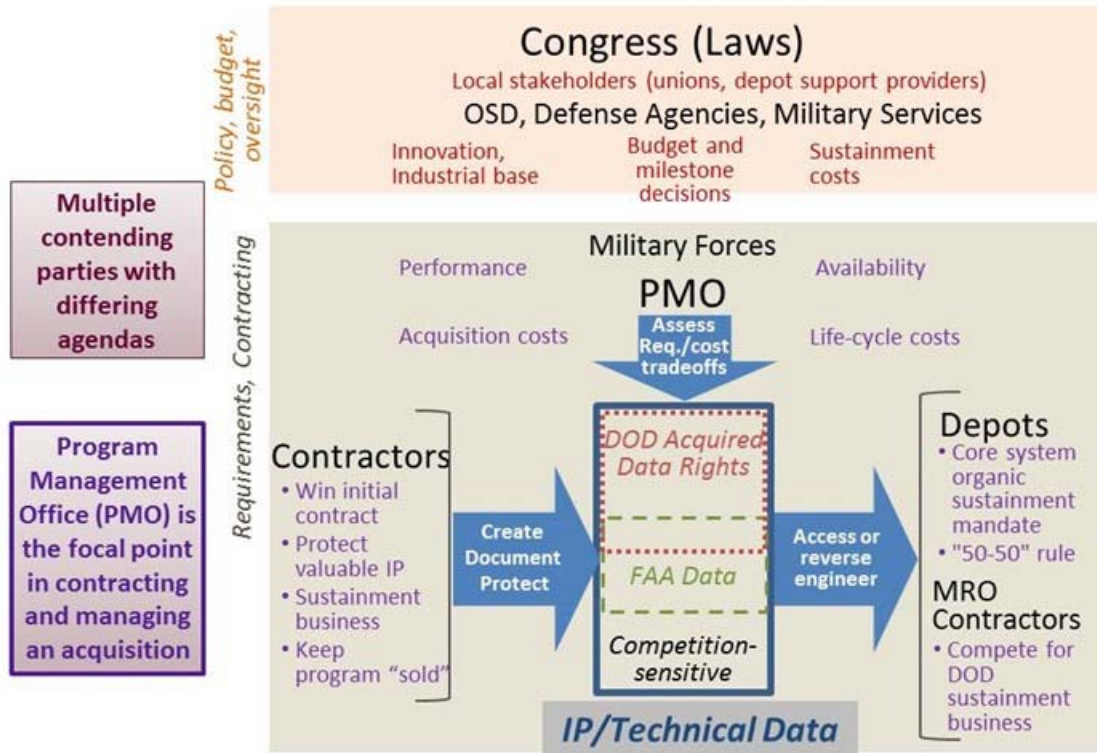 Policy, budget,
oversight
Congress (Laws)
Local stakeholders (unions, depot support providers)
OSD, Defense Agencies, Military Services
Innovation,
Industrial base
Budget and
milestone
decisions
Sustainment
costs
Multiple
contending
parties with
differing
agendas
Program
Management
Office (PMO) is
the focal point
in contracting
and managing
an acquisition
Requirements, Contracting
Military Forces
PMO
Performance
Availability
Acquisition costs
Life-cycle costs
Assess
Req./cost
tradeoffs
Contractors
• Win initial
contract
• Protect
valuable IP
• Sustainment
business
• Keep
program “sold”
Create
Document
Protect
DOD Acquired
Data Rights
FAA Data
Competition-
sensitive
IP/Technical Data
Access or
reverse
engineer
Depots
• Core system
organic
sustainment
mandate
• "50-50" rule
MRO
Contractors
• Compete for
DOD
sustainment
business